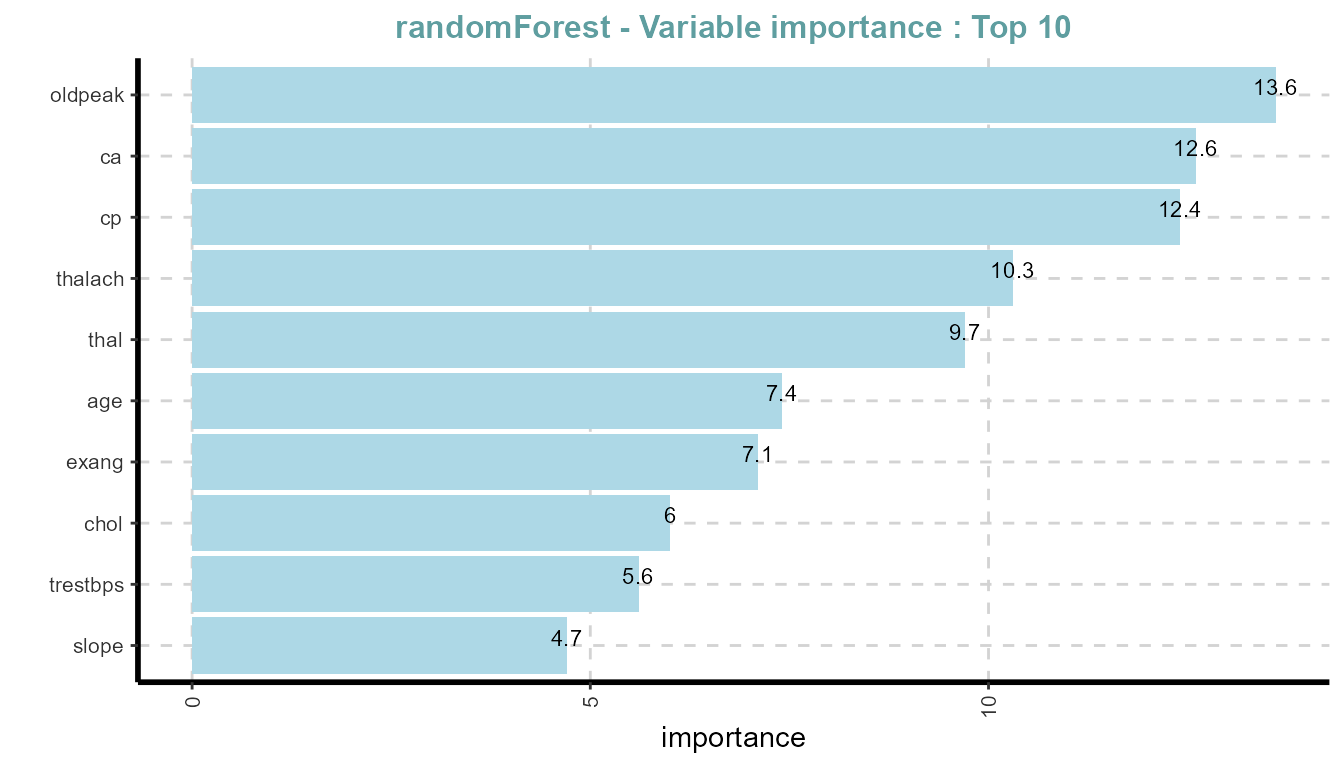 randomForest - Variable importance : Top 10
oldpeak 13.6
ca 12.6
cp 12.4
thalach 10.3
thal 9.7
age 7.4
exang 7.1
chol 6
trestbps 5.6
slope 4.7
0 5 10
importance